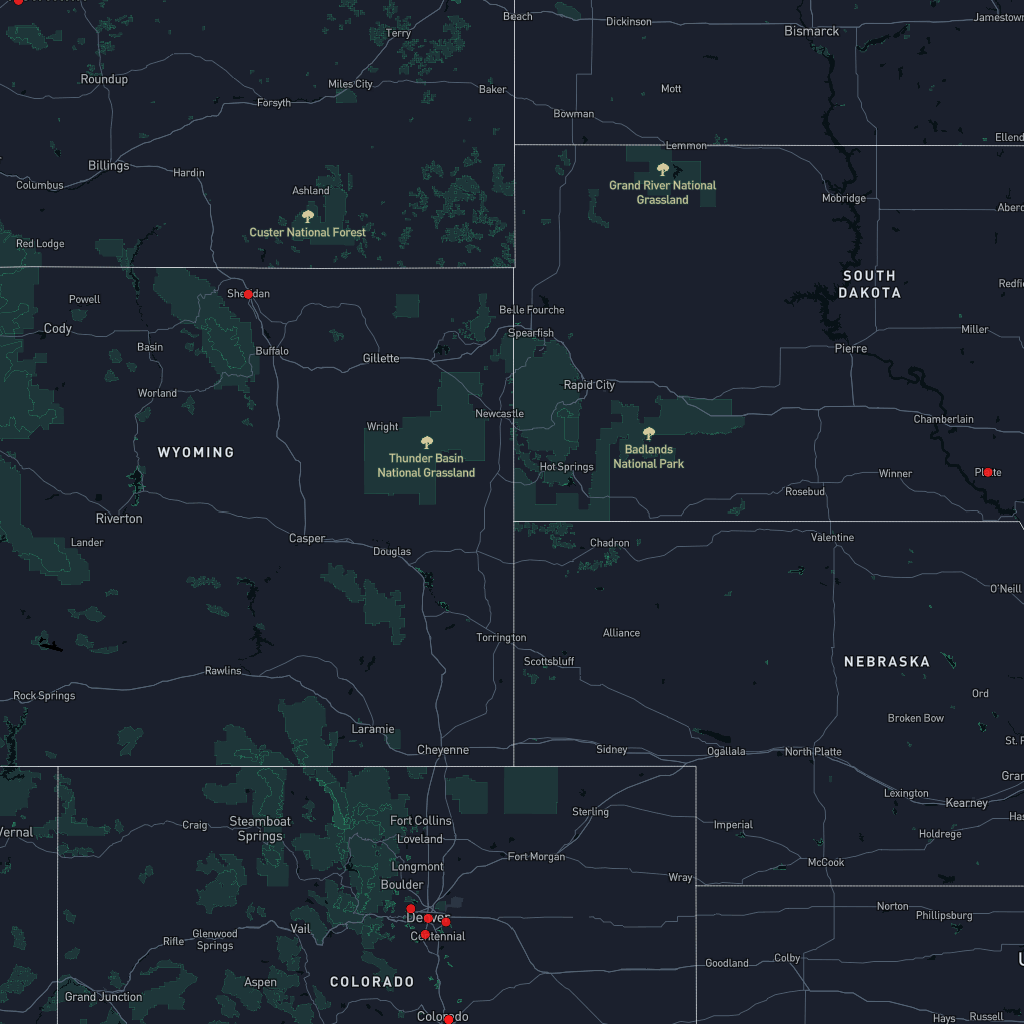 Beach
Dickinson
Bismarck
Jamestown
Terry
Roundup
Miles City
Baker
Mott
Forsyth
Bowman
Lemmon
Ellend
Billings
Hardin
Columbus
Ashland
Grand River National
Grassland
Mobridge
Aberd
Custer National Forest
Red Lodge
SOUTH
DAKOTA
Redfie
Sheridan
Powell
Belle Fourche
Cody
Spearfish
Miller
Basin
Buffalo
Gillette
Pierre
Worland
Rapid City
Newcastle
Chamberlain
Wright
WYOMING
Thunder Basin
National Grassland
Badlands
National Park
Hot Springs
Winner
Platte
Rosebud
Riverton
Lander
Casper
Douglas
Chadron
Valentine
O'Neill
Torrington
Alliance
Scottsbluff
NEBRASKA
Rawlins
Rock Springs
Ord
Broken Bow
Laramie
Cheyenne
Sidney
Ogallala
North Platte
St. P
Gran
Lexington
Kearney
Vernal
Craig
Steamboat
Springs
Fort Collins
Loveland
Sterling
Imperial
Holdrege
Has
Longmont
Boulder
Fort Morgan
Wray
McCook
Denver
Centennial
Norton
Phillipsburg
Rifle
Glenwood
Springs
Vail
Goodland
Colby
U
Aspen
COLORADO
Grand Junction
Colorado
Hays
Russell